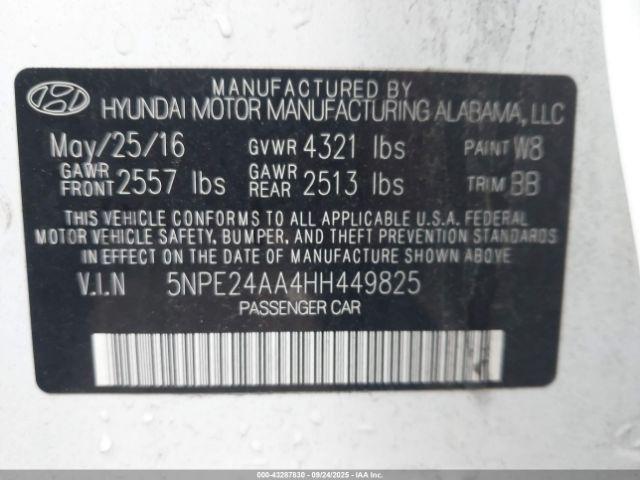 MANUFACTURED BY
HYUNDAI MOTOR MANUFACTURING ALABAMA, LLC
May/25/16 GVWR 4321 lbs PAINT W8
GAWR FRONT 2557 lbs GAWR REAR 2513 lbs TRIM BB
THIS VEHICLE CONFORMS TO ALL APPLICABLE U.S.A. FEDERAL
MOTOR VEHICLE SAFETY, BUMPER, AND THEFT PREVENTION
STANDARDS IN EFFECT ON THE DATE OF MANUFACTURE SHOWN ABOVE
V.I.N 5NPE24AA4HH449825
PASSENGER CAR
000-43287830 - 09/24/2025 - IAAI.com